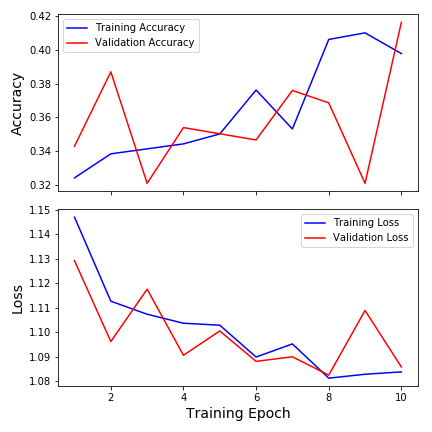 0.42
0.40
0.38
0.36
0.34
0.32
Accuracy
Training Accuracy
Validation Accuracy
1.15
1.14
1.13
1.12
1.11
1.10
1.09
1.08
Loss
Training Loss
Validation Loss
2 4 6 8 10
Training Epoch